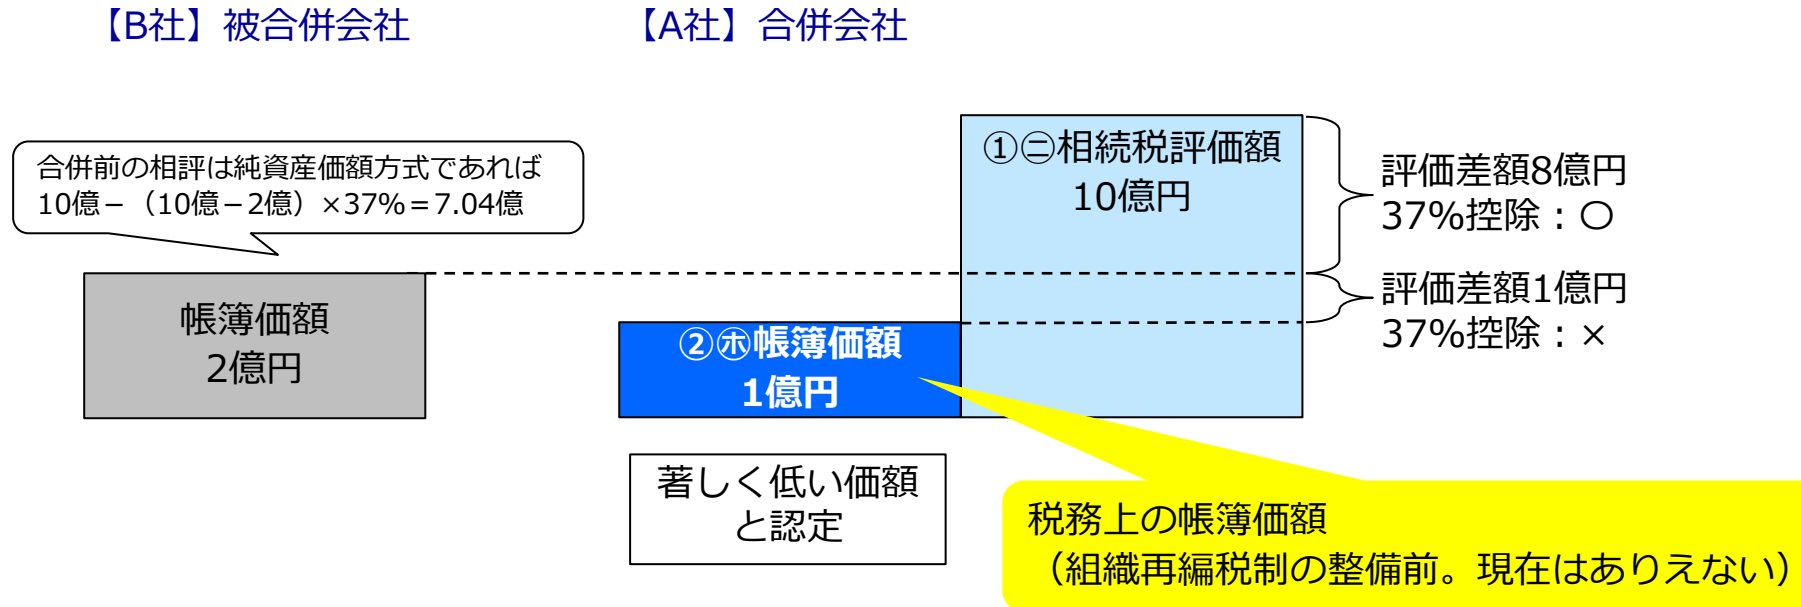 【B社】被合併会社
【A社】合併会社
合併前の相評は純資産価額方式であれば
10億－（10億－2億）×37%＝7.04億
①㊁相続税評価額
10億円
評価差額8億円
37%控除：〇
評価差額1億円
37%控除：×
帳簿価額
2億円
②㊭帳簿価額
1億円
著しく低い価額
と認定
税務上の帳簿価額
（組織再編税制の整備前。現在はありえない）